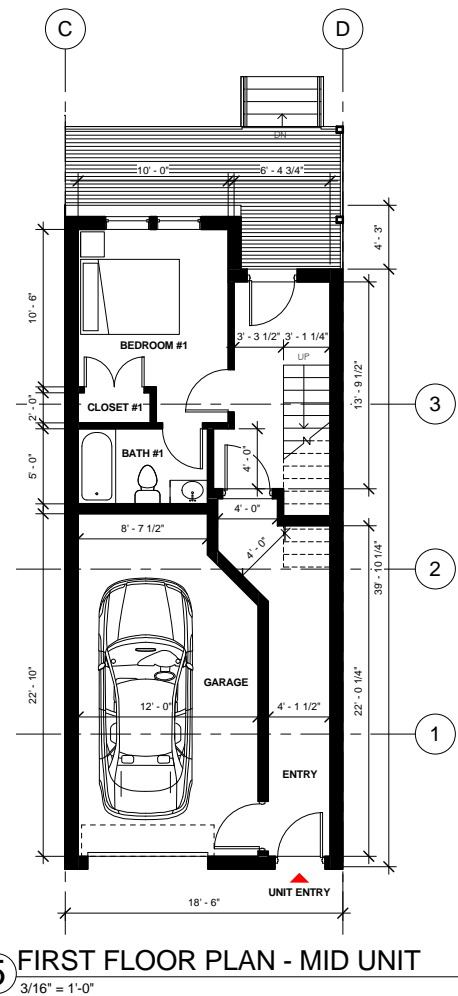 C
D
DN
10' - 0"
6' - 4 3/4"
4' - 3"
10' - 6"
3' - 3 1/2"
3' - 1 1/4"
BEDROOM #1
UP
13' - 9 1/2"
2' - 0"
CLOSET #1
3
BATH #1
5' - 0"
4' - 0"
4' - 0"
8' - 7 1/2"
4' - 0"
2
39' - 10 1/4"
GARAGE
22' - 10"
12' - 0"
4' - 1 1/2"
22' - 0 1/4"
1
ENTRY
UNIT ENTRY
18' - 6"
5
FIRST FLOOR PLAN - MID UNIT
3/16" = 1'-0"